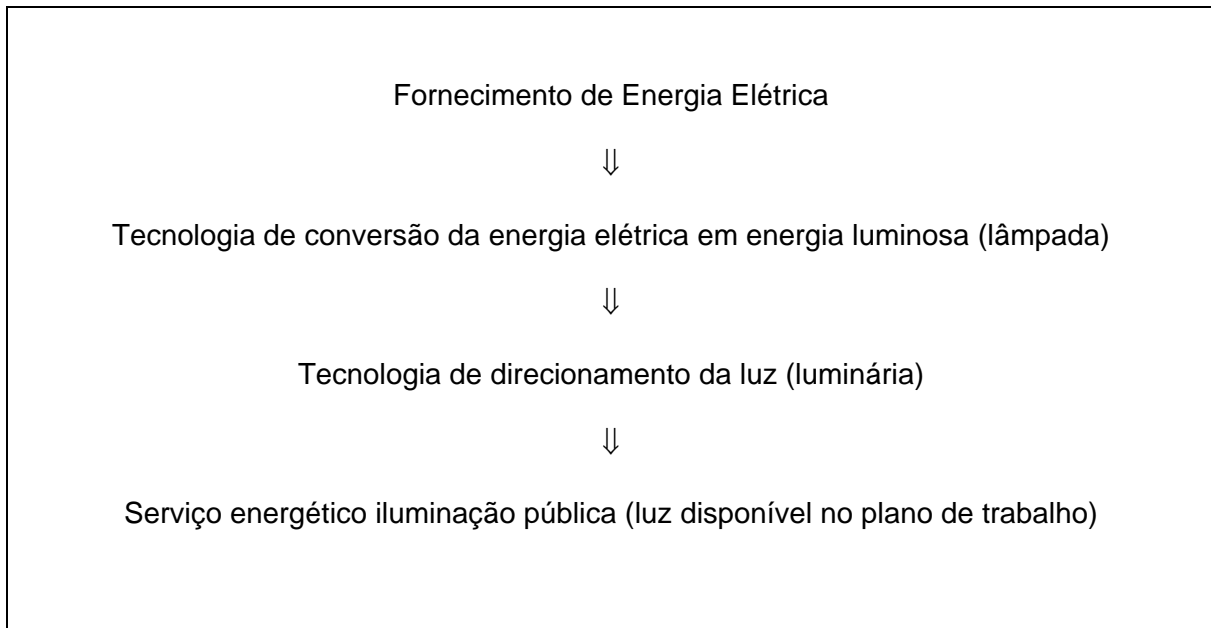 Fornecimento de Energia Elétrica
⇓
Tecnologia de conversão da energia elétrica em energia luminosa (lâmpada)
⇓
Tecnologia de direcionamento da luz (luminária)
⇓
Serviço energético iluminação pública (luz disponível no plano de trabalho)